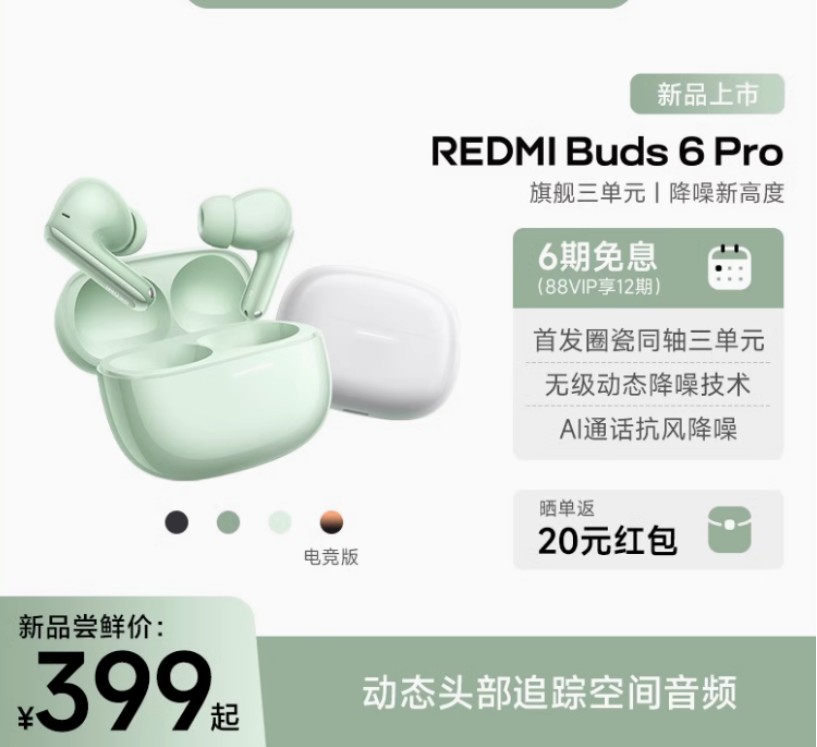 新品上市
REDMI Buds 6 Pro
旗舰三单元丨降噪新高度
6期免息
(88VIP享12期)
首发圈瓷同轴三单元
无级动态降噪技术
AI通话抗风降噪
晒单返
20元红包
电竞版
新品尝鲜价:
¥399起
动态头部追踪空间音频